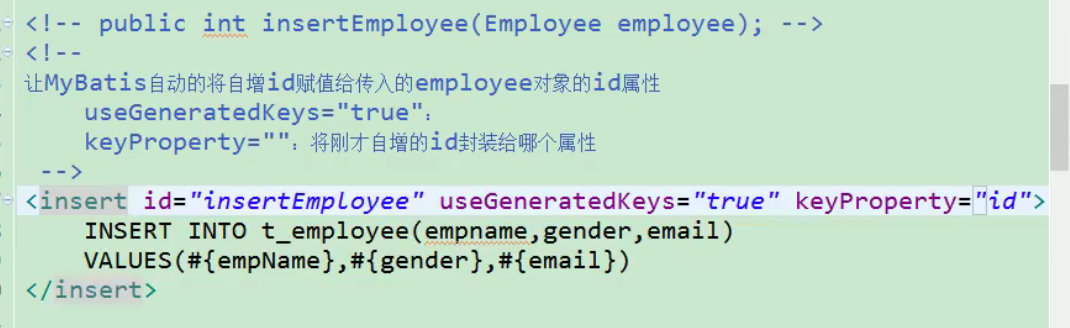 <!-- public int insertEmployee(Employee employee); -->
<!--
让MyBatis自动的将自增id赋值给传入的employee对象的id属性
useGeneratedKeys="true"：
keyProperty=""：将刚才自增的id封装给哪个属性
-->
<insert id="insertEmployee" useGeneratedKeys="true" keyProperty="id">
INSERT INTO t_employee(empname,gender,email)
VALUES(#{empName},#{gender},#{email})
</insert>